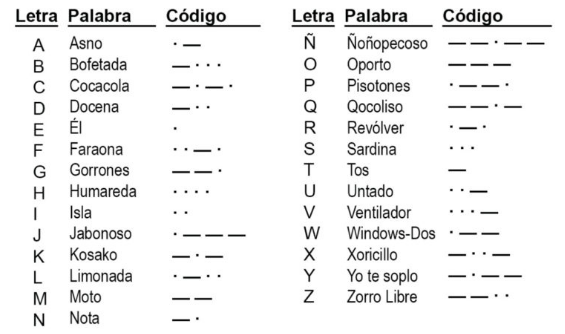 Letra Palabra Código
A Asno · —
B Bofetada — · · ·
C Cocacola — · — ·
D Docena — · ·
E Él ·
F Faraona · · — ·
G Gorrones — — ·
H Humareda · · · ·
I Isla · ·
J Jabonoso · — — —
K Kosako — · —
L Limonada · — · ·
M Moto — —
N Nota — ·
Letra Palabra Código
Ñ Ñoñopecoso — — · — —
O Oporto — — —
P Pisotones · — — ·
Q Qocoliso — — · —
R Revólver · — ·
S Sardina · · ·
T Tos —
U Untado · · —
V Ventilador · · · —
W Windows-Dos · — —
X Xoricillo — · · —
Y Yo te soplo — · — —
Z Zorro Libre — — · ·